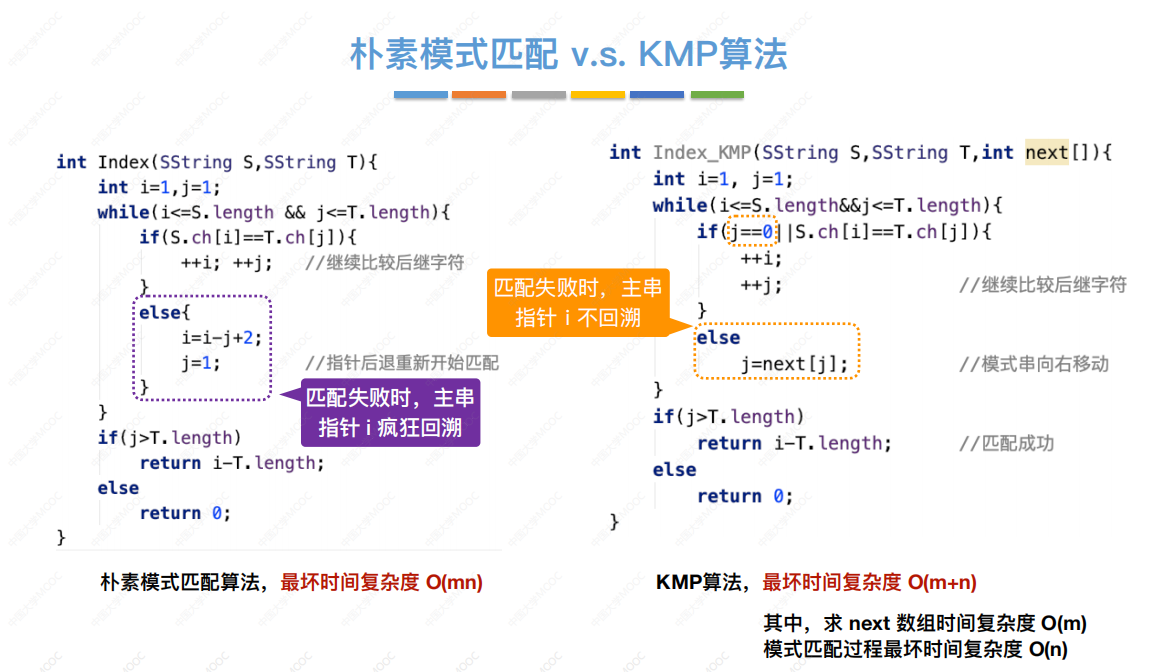 朴素模式匹配 v.s. KMP算法
int Index(SString S,SString T){
int i=1,j=1;
while(i<=S.length && j<=T.length){
if(S.ch[i]==T.ch[j]){
++i; ++j; //继续比较后继字符
}
else{
i=i-j+2;
j=1; //指针后退重新开始匹配
}
}
if(j>T.length)
return i-T.length;
else
return 0;
}
匹配失败时，主串
指针 i 疯狂回溯
朴素模式匹配算法，最坏时间复杂度 O(mn)
int Index_KMP(SString S,SString T,int next[]){
int i=1, j=1;
while(i<=S.length&&j<=T.length){
if(j==0||S.ch[i]==T.ch[j]){
++i;
++j; //继续比较后继字符
}
else
j=next[j]; //模式串向右移动
}
if(j>T.length)
return i-T.length; //匹配成功
else
return 0;
}
匹配失败时，主串
指针 i 不回溯
KMP算法，最坏时间复杂度 O(m+n)
其中，求 next 数组时间复杂度 O(m)
模式匹配过程最坏时间复杂度 O(n)
中国大学MOOC